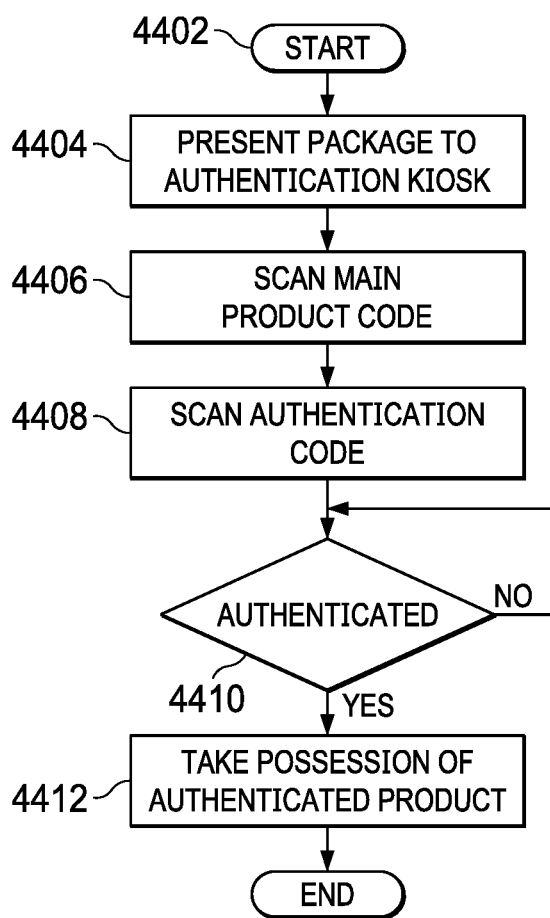 4402
START
4404
PRESENT PACKAGE TO
AUTHENTICATION KIOSK
4406
SCAN MAIN
PRODUCT CODE
4408
SCAN AUTHENTICATION
CODE
AUTHENTICATED
NO
4410
YES
4412
TAKE POSSESSION OF
AUTHENTICATED PRODUCT
END